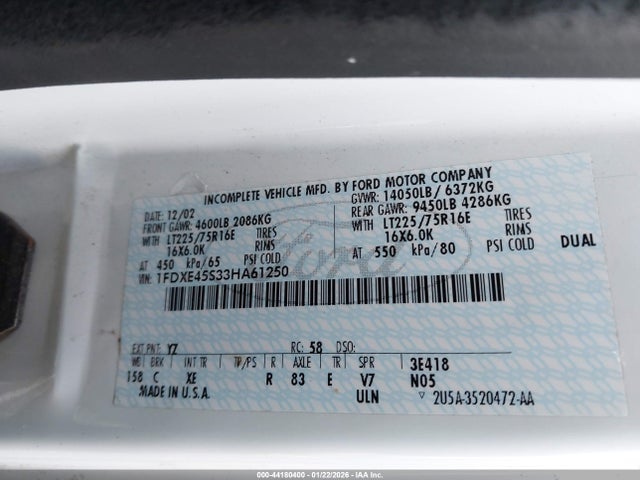 INCOMPLETE VEHICLE MFD. BY FORD MOTOR COMPANY
DATE: 12/02 GVWR: 14050LB/ 6372KG
FRONT GAWR: 4600LB 2086KG REAR GAWR: 9450LB 4286KG
WITH LT225/75R16E TIRES WITH LT225/75R16E TIRES
16X6.0K RIMS 16X6.0K RIMS DUAL
AT 450 kPa/65 PSI COLD AT 550 kPa/80 PSI COLD
VIN: 1FDXE45S33HA61250
Ford
EXT PNT: YZ RC: 58 DSO:
WB BRK INT TR TP/PS R AXLE TR SPR 3E418
158 C XE R 83 E V7 N05
MADE IN U.S.A. ULN ▽ 2U5A-3520472-AA
000-44180400 - 01/22/2026 - IAA Inc.